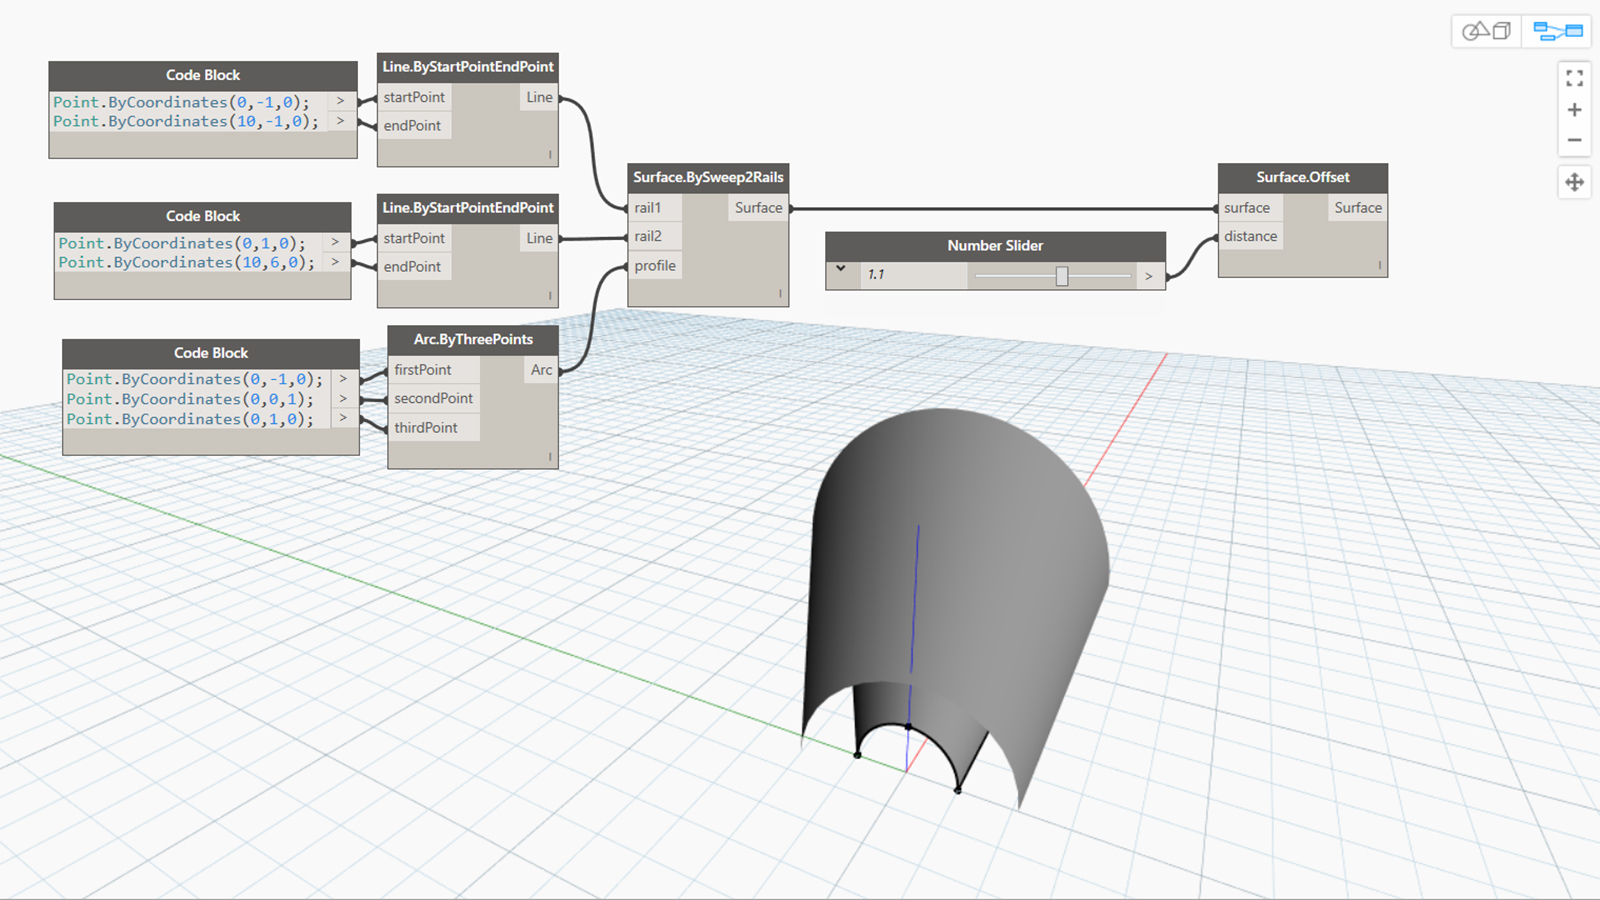 Code Block
Point.ByCoordinates(0,-1,0); >
Point.ByCoordinates(10,-1,0); >
Line.ByStartPointEndPoint
startPoint Line
endPoint
Code Block
Point.ByCoordinates(0,1,0); >
Point.ByCoordinates(10,6,0); >
Line.ByStartPointEndPoint
startPoint Line
endPoint
Code Block
Point.ByCoordinates(0,-1,0); >
Point.ByCoordinates(0,0,1); >
Point.ByCoordinates(0,1,0); >
Arc.ByThreePoints
firstPoint Arc
secondPoint
thirdPoint
Surface.BySweep2Rails
rail1 Surface
rail2
profile
Number Slider
1.1 >
Surface.Offset
surface Surface
distance